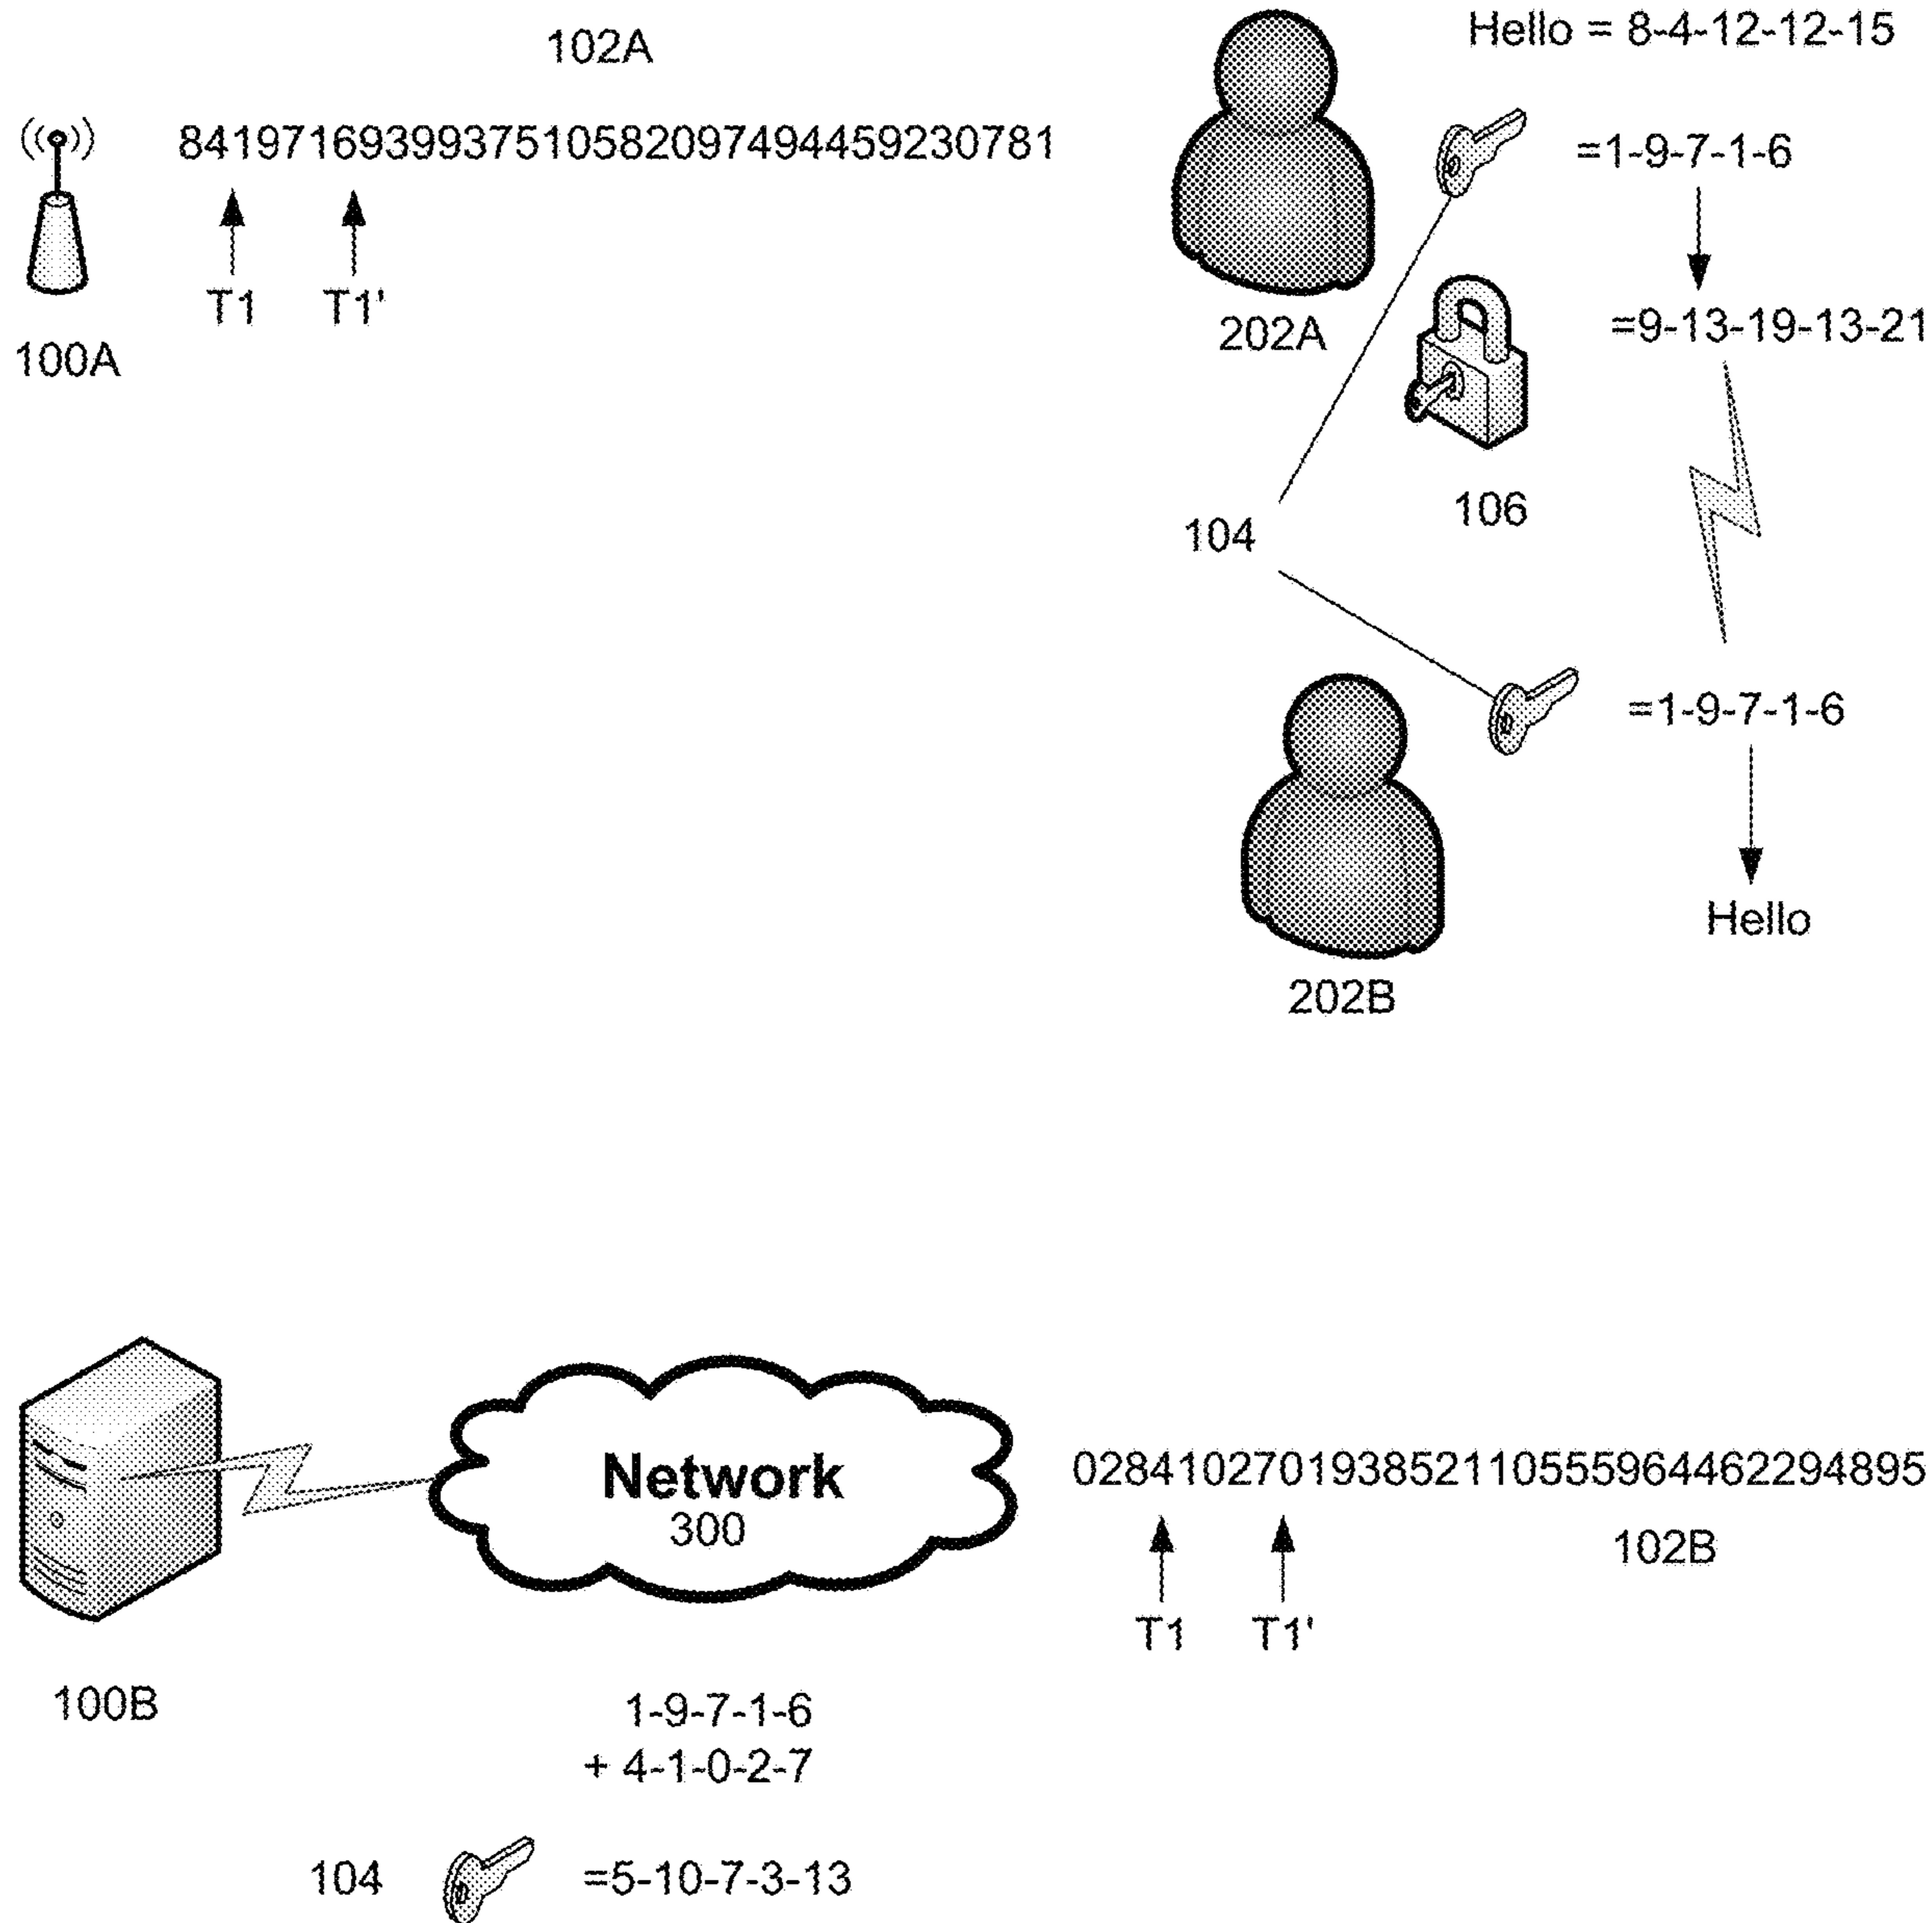 102A
Hello = 8-4-12-12-15
84197169399375105820974944592307 81
=1-9-7-1-6
T1 T1'
202A
=9-13-19-13-21
100A
106
104
=1-9-7-1-6
Hello
202B
Network
300
028410270193852110555964462294895
102B
T1 T1'
100B
1-9-7-1-6
+ 4-1-0-2-7
104
=5-10-7-3-13